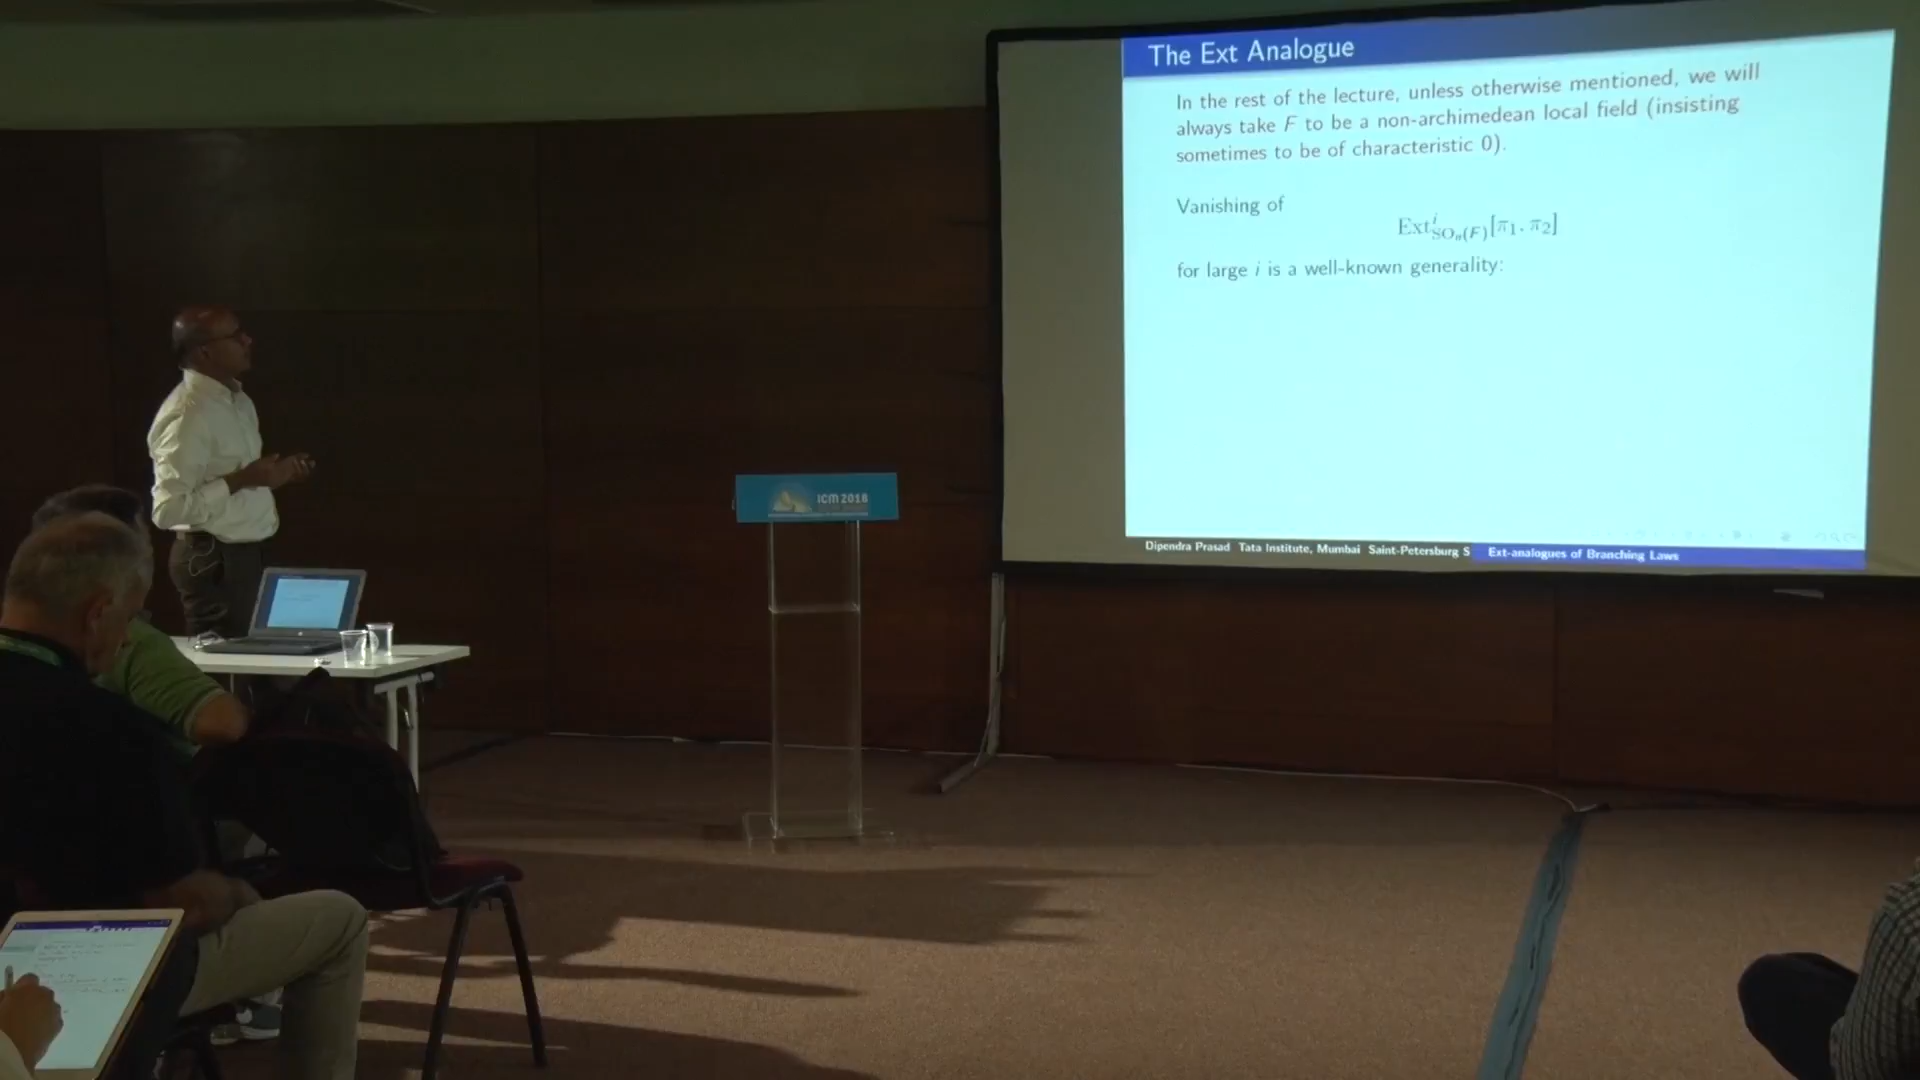 The Ext Analogue
In the rest of the lecture, unless otherwise mentioned, we will
always take F to be a non-archimedean local field (insisting
sometimes to be of characteristic 0).
Vanishing of
Ext^i_{SO_n(F)}[π₁, π₂]
for large i is a well-known generality:
Dipendra Prasad Tata Institute, Mumbai Saint-Petersburg S
Ext-analogues of Branching Laws
ICM 2018